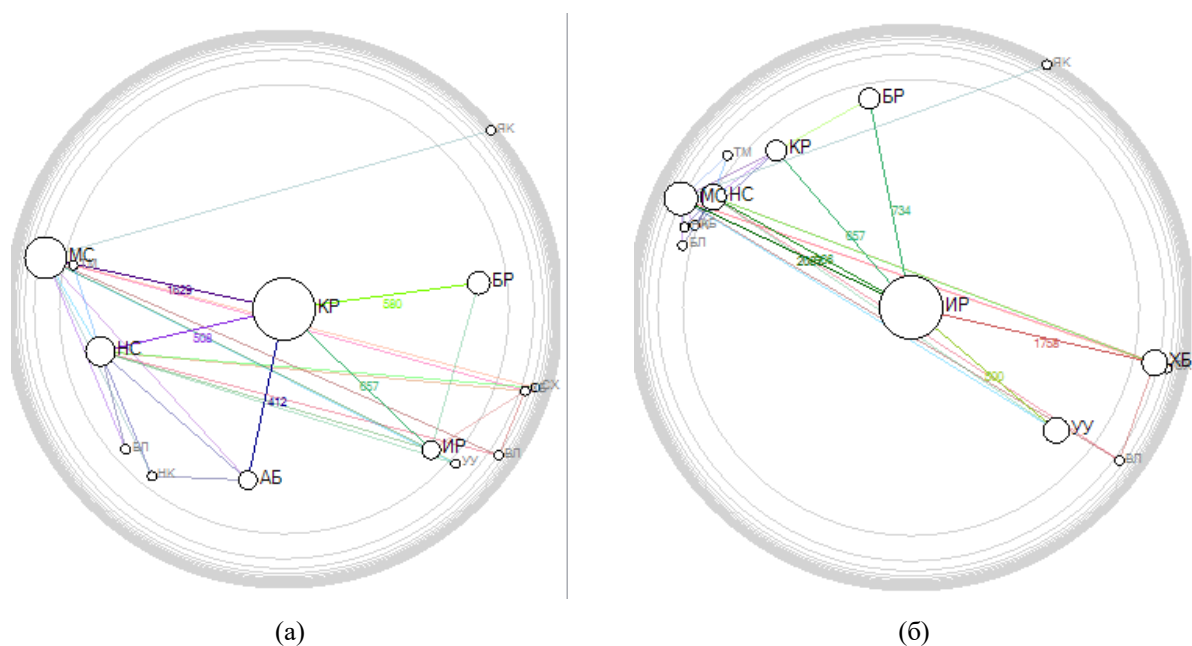 ЯК
МС
БР
1629
КР
580
НС
508
657
412
СХ
ВЛ
ИР
УУ
ВЛ
НК
АБ
(а)
ЯК
БР
ТМ
КР
МС
НС
БЛ
734
657
ИР
1758
ХБ
500
УУ
ВЛ
(б)